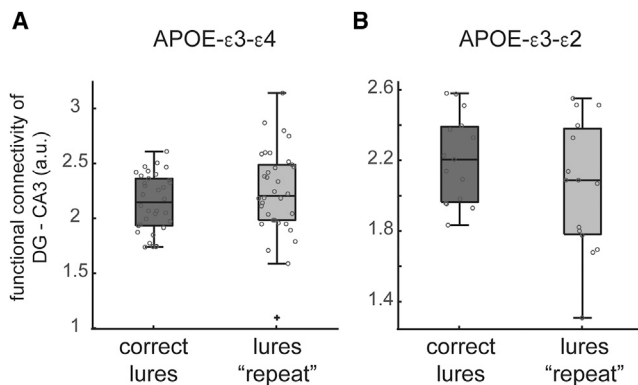 A
APOE-ε3-ε4
functional connectivity of
DG - CA3 (a.u.)
3
2.5
2
1.5
1
correct
lures
lures
"repeat"
B
APOE-ε3-ε2
2.6
2.2
1.8
1.4
correct
lures
lures
"repeat"